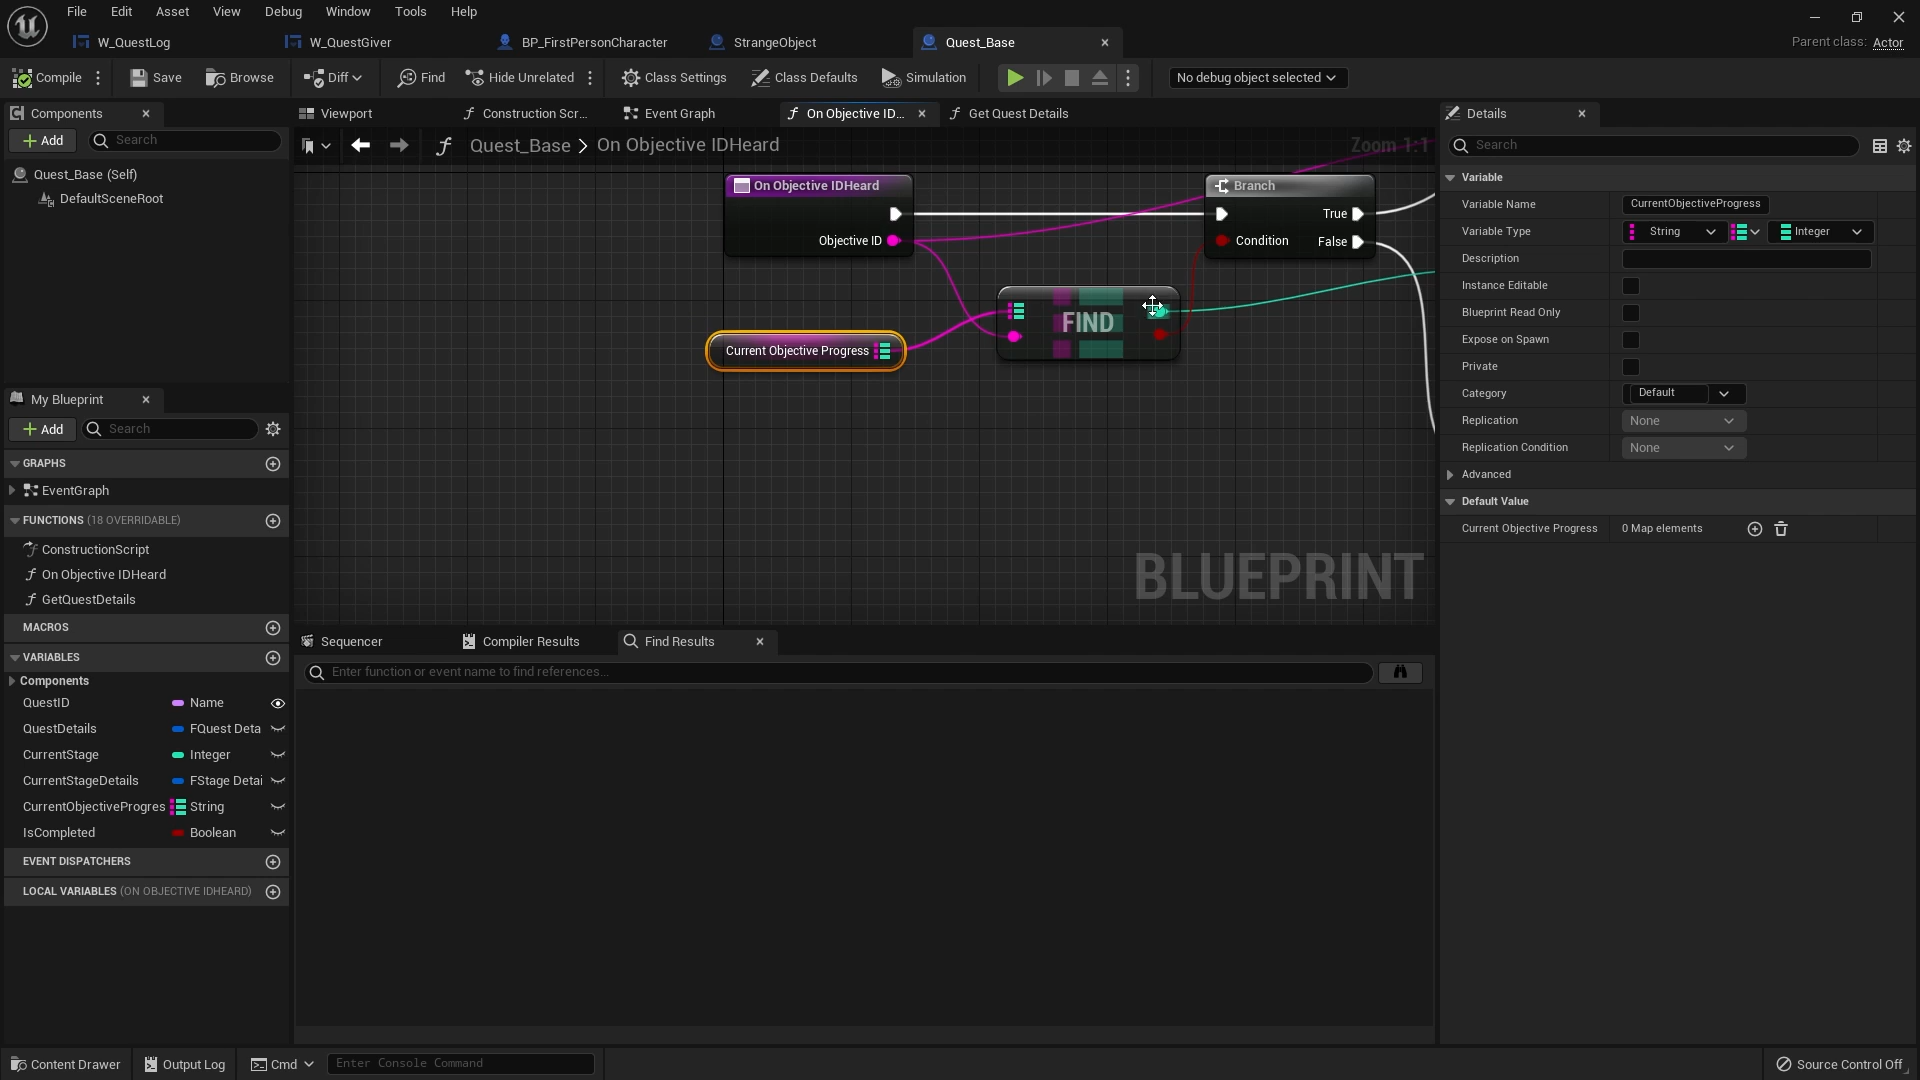 File Edit Asset View Debug Window Tools Help
W_QuestLog W_QuestGiver BP_FirstPersonCharacter StrangeObject Quest_Base Parent class: Actor
Compile Save Browse Diff Find Hide Unrelated Class Settings Class Defaults Simulation No debug object selected
Components
Add Search
Quest_Base (Self)
DefaultSceneRoot
My Blueprint
Add Search
GRAPHS
EventGraph
FUNCTIONS (18 OVERRIDABLE)
ConstructionScript
On Objective IDHeard
GetQuestDetails
MACROS
VARIABLES
Components
QuestID Name
QuestDetails FQuest Deta
CurrentStage Integer
CurrentStageDetails FStage Detai
CurrentObjectiveProgres String
IsCompleted Boolean
EVENT DISPATCHERS
LOCAL VARIABLES (ON OBJECTIVE IDHEARD)
Viewport Construction Scr... Event Graph On Objective ID... Get Quest Details
Quest_Base > On Objective IDHeard Zoom 1:1
On Objective IDHeard
Objective ID
Branch
True
Condition False
FIND
Current Objective Progress
BLUEPRINT
Sequencer Compiler Results Find Results
Enter function or event name to find references...
Details
Search
Variable
Variable Name CurrentObjectiveProgress
Variable Type String Integer
Description
Instance Editable
Blueprint Read Only
Expose on Spawn
Private
Category Default
Replication None
Replication Condition None
Advanced
Default Value
Current Objective Progress 0 Map elements
Content Drawer Output Log Cmd Enter Console Command Source Control Off